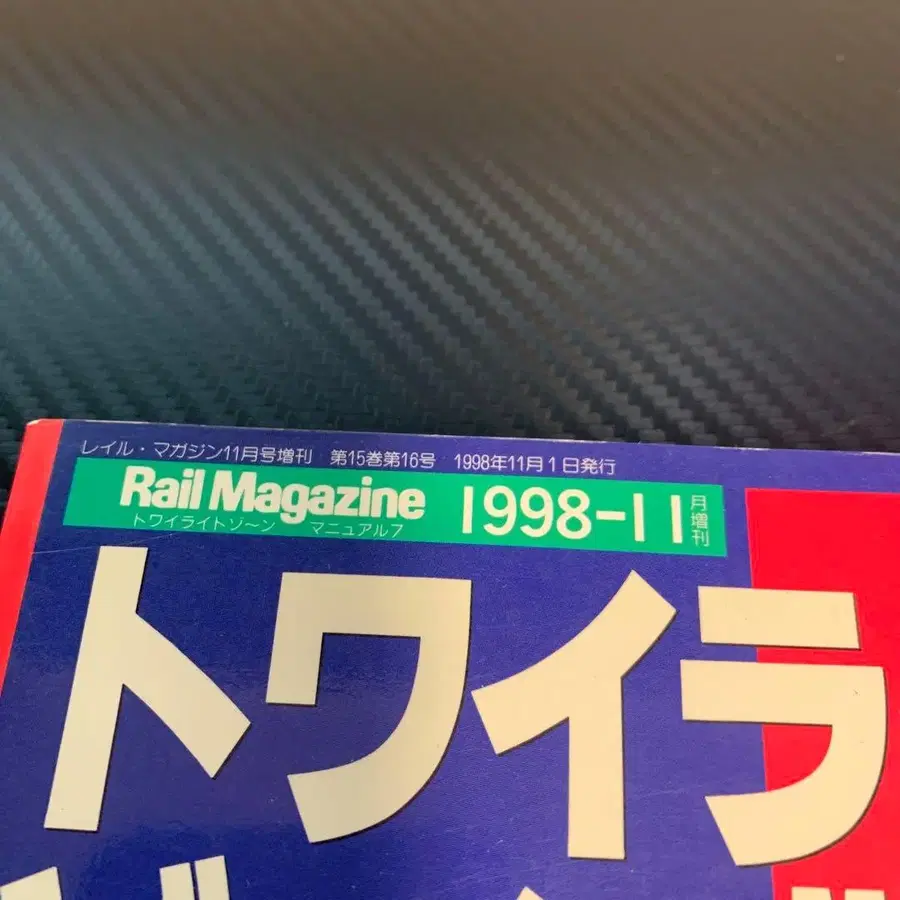 レイル・マガジン11月号増刊 第15巻第16号 1998年11月1日発行
Rail Magazine 1998-11月増刊
トワイライトゾ〜ン マニュアル7
トワイラ